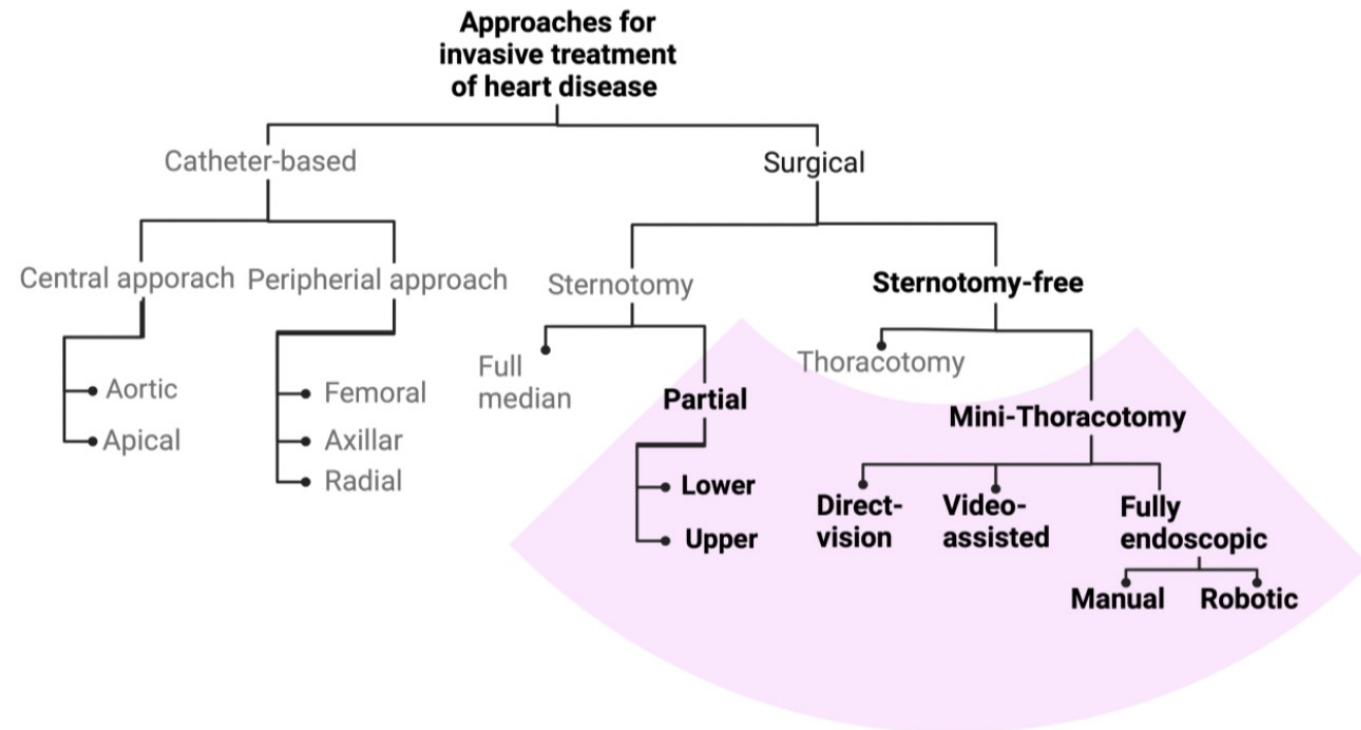 Approaches for
invasive treatment
of heart disease
Catheter-based
Surgical
Central apporach
Peripherial approach
Sternotomy
Sternotomy-free
Full
median
Thoracotomy
Aortic
Femoral
Partial
Mini-Thoracotomy
Apical
Axillar
Radial
Lower
Upper
Direct-
vision
Video-
assisted
Fully
endoscopic
Manual
Robotic